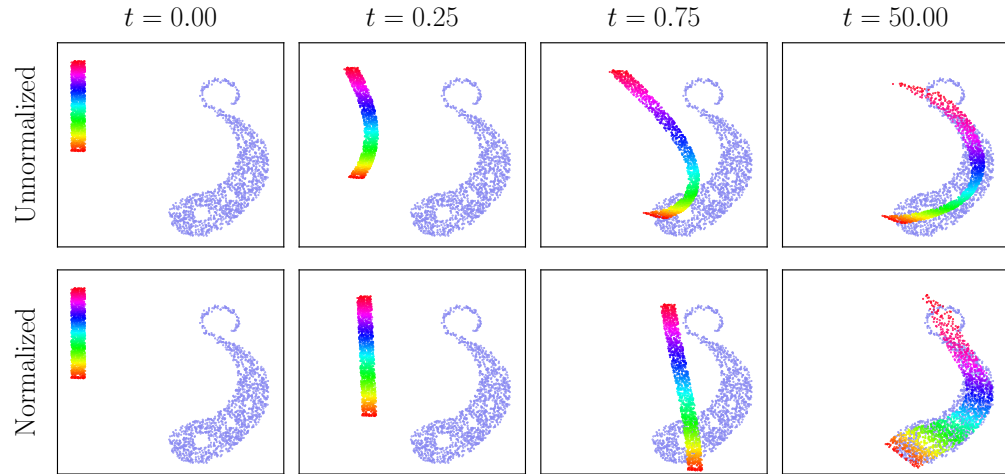 t = 0.00
t = 0.25
t = 0.75
t = 50.00
Unnormalized
Normalized